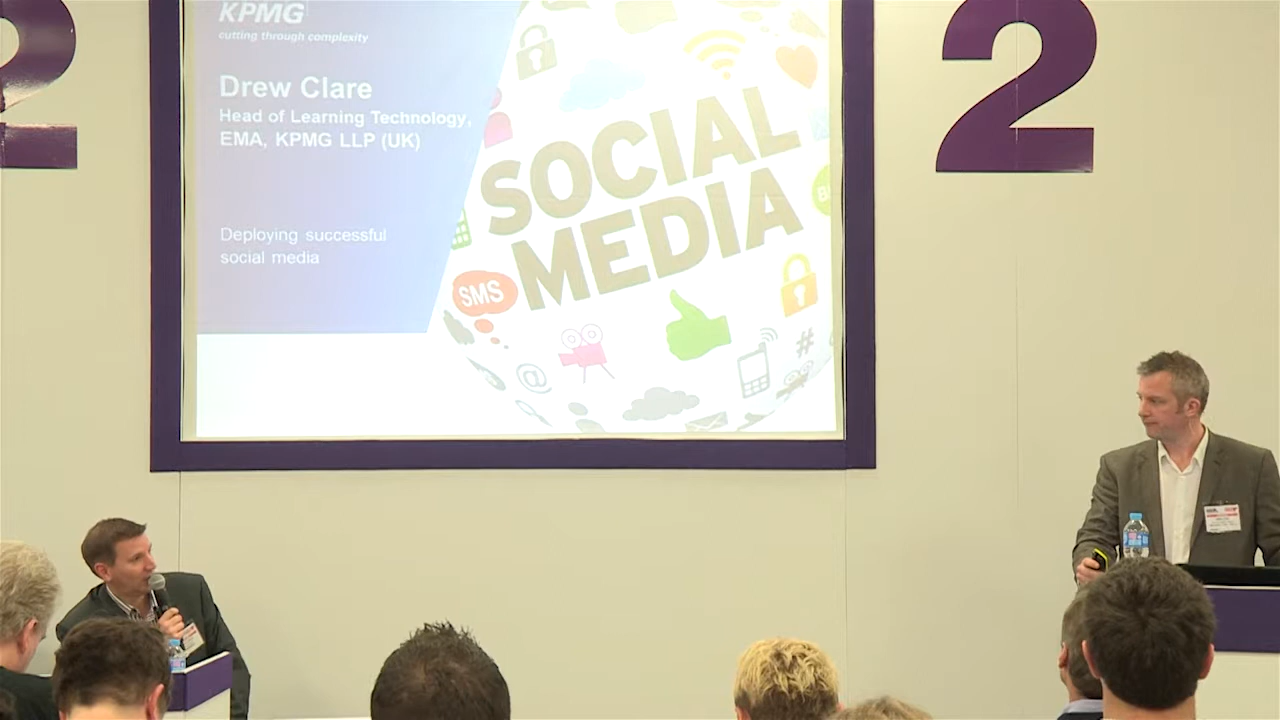 2
2
KPMG
cutting through complexity
Drew Clare
Head of Learning Technology,
EMA, KPMG LLP (UK)
Deploying successful
social media
SOCIAL
MEDIA
SMS
@
#